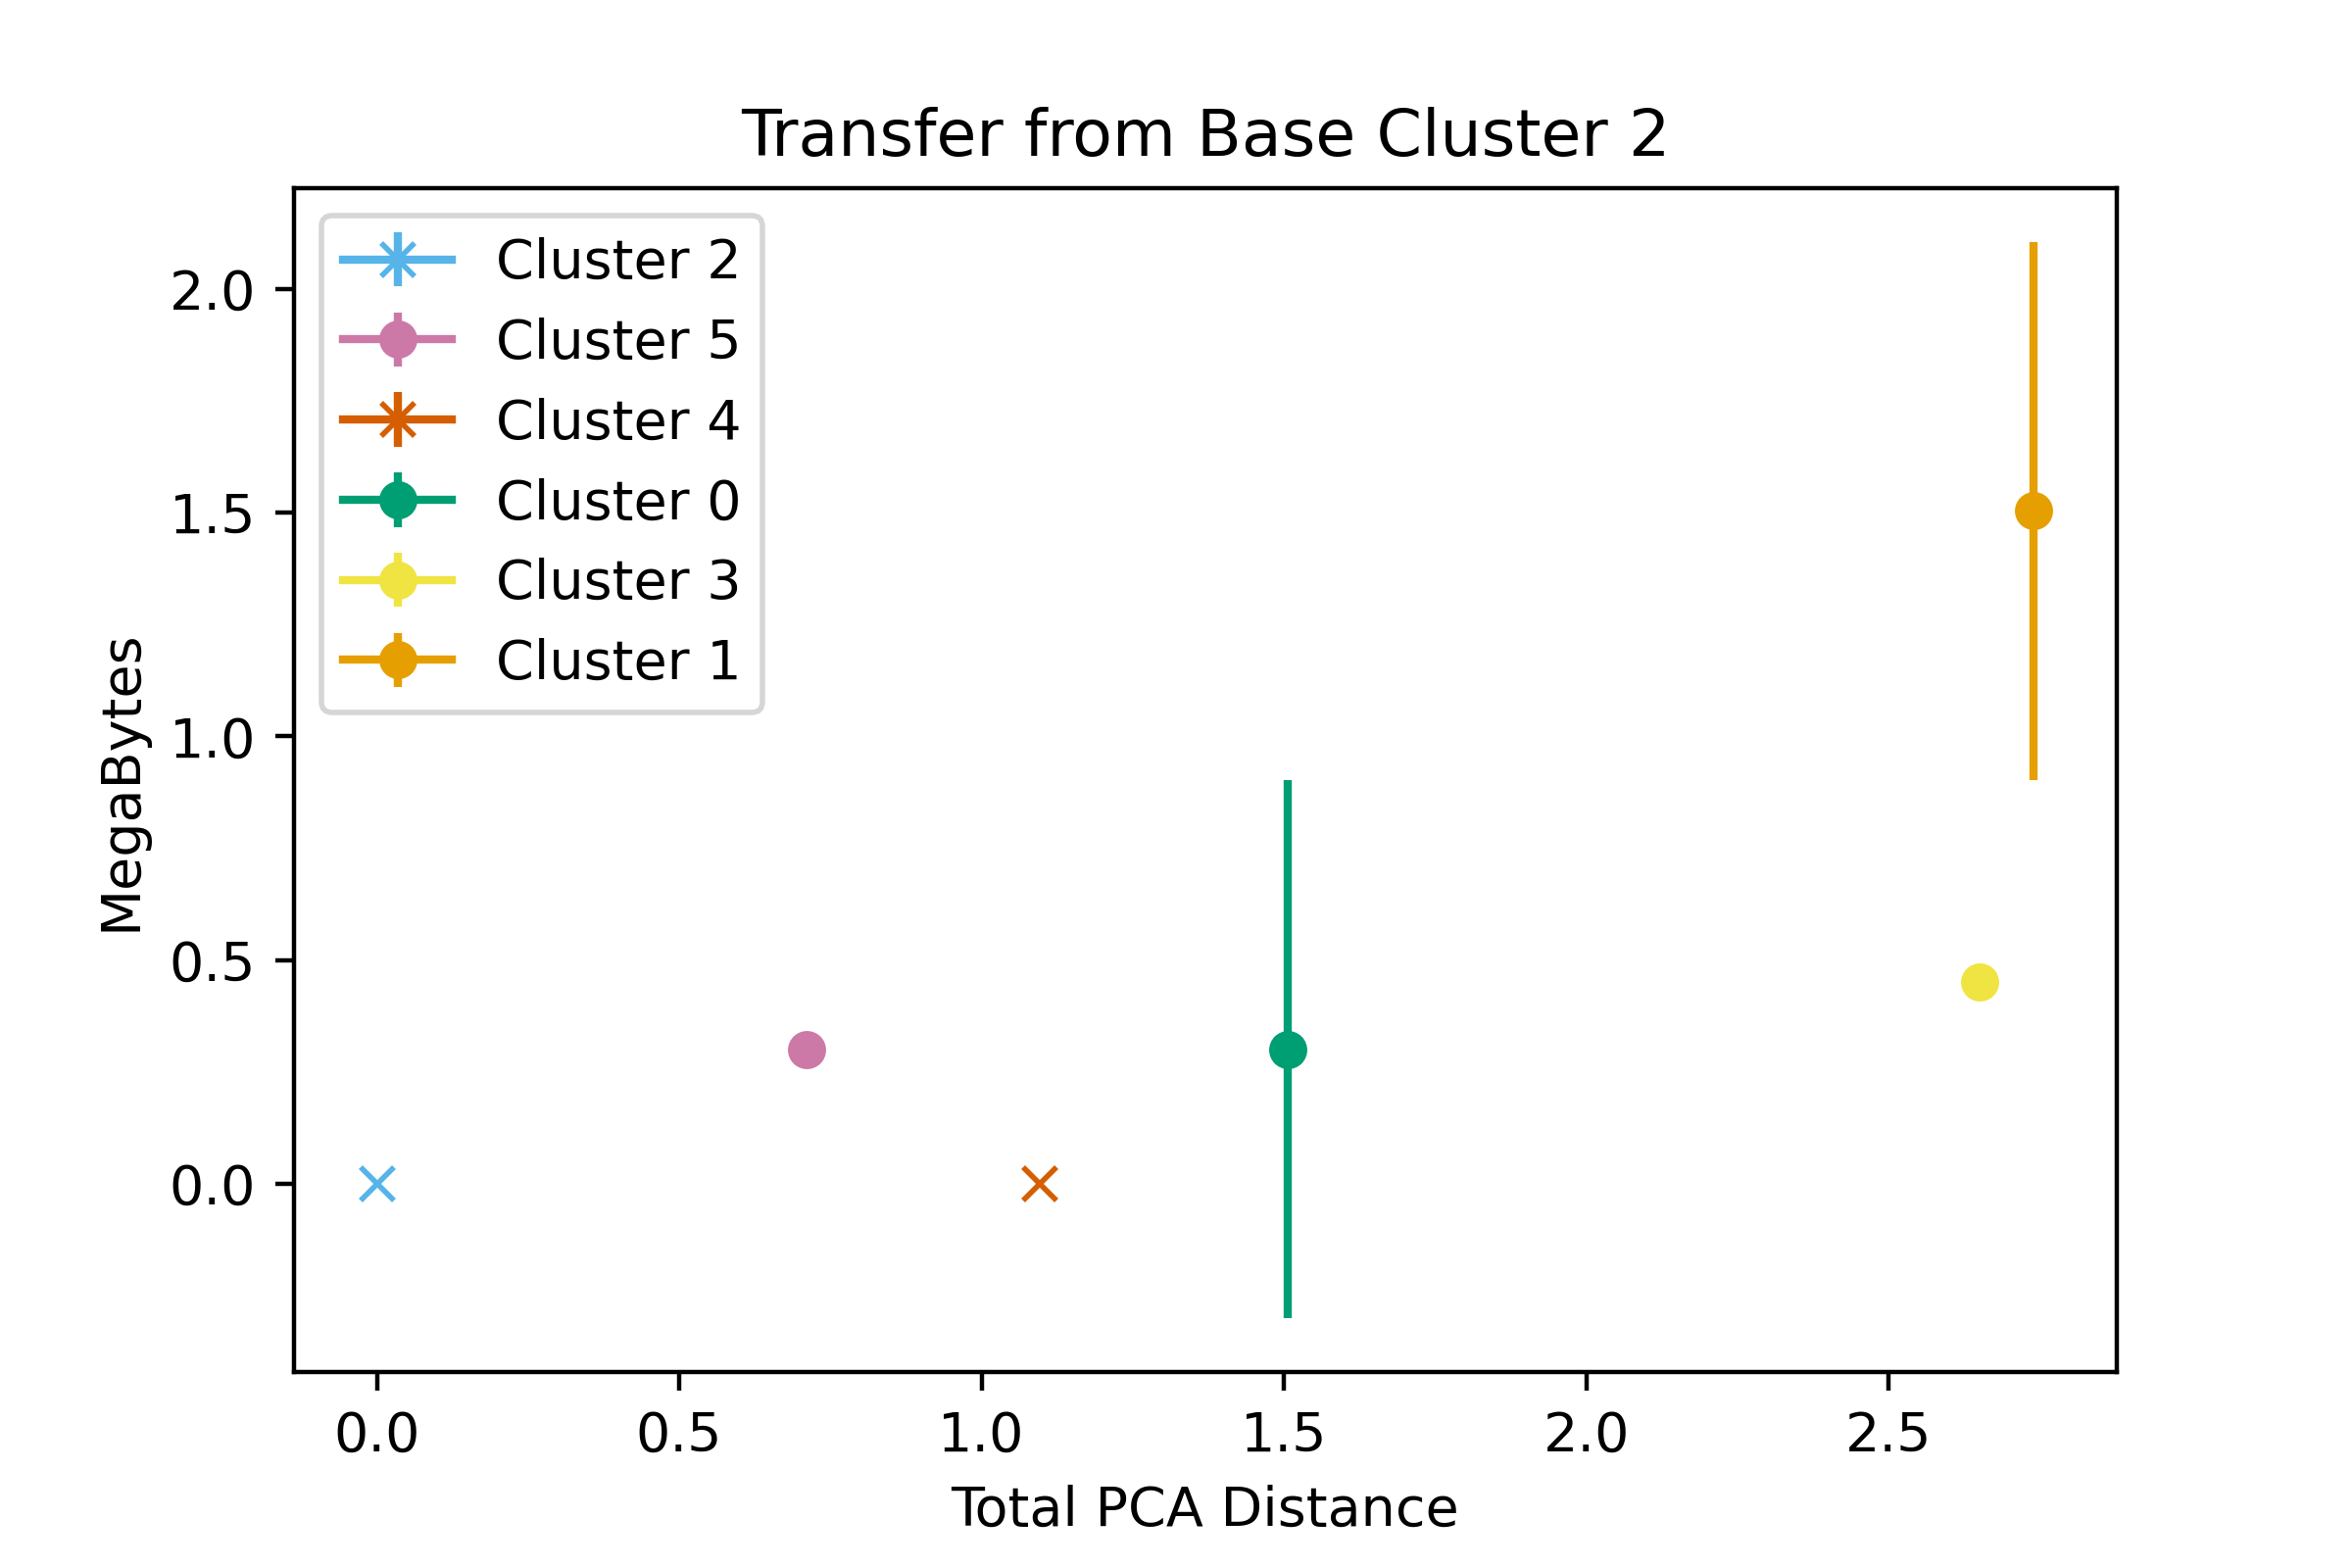 Transfer from Base Cluster 2
Cluster 2
Cluster 5
Cluster 4
Cluster 0
Cluster 3
Cluster 1
MegaBytes
2.0
1.5
1.0
0.5
0.0
0.0 0.5 1.0 1.5 2.0 2.5
Total PCA Distance